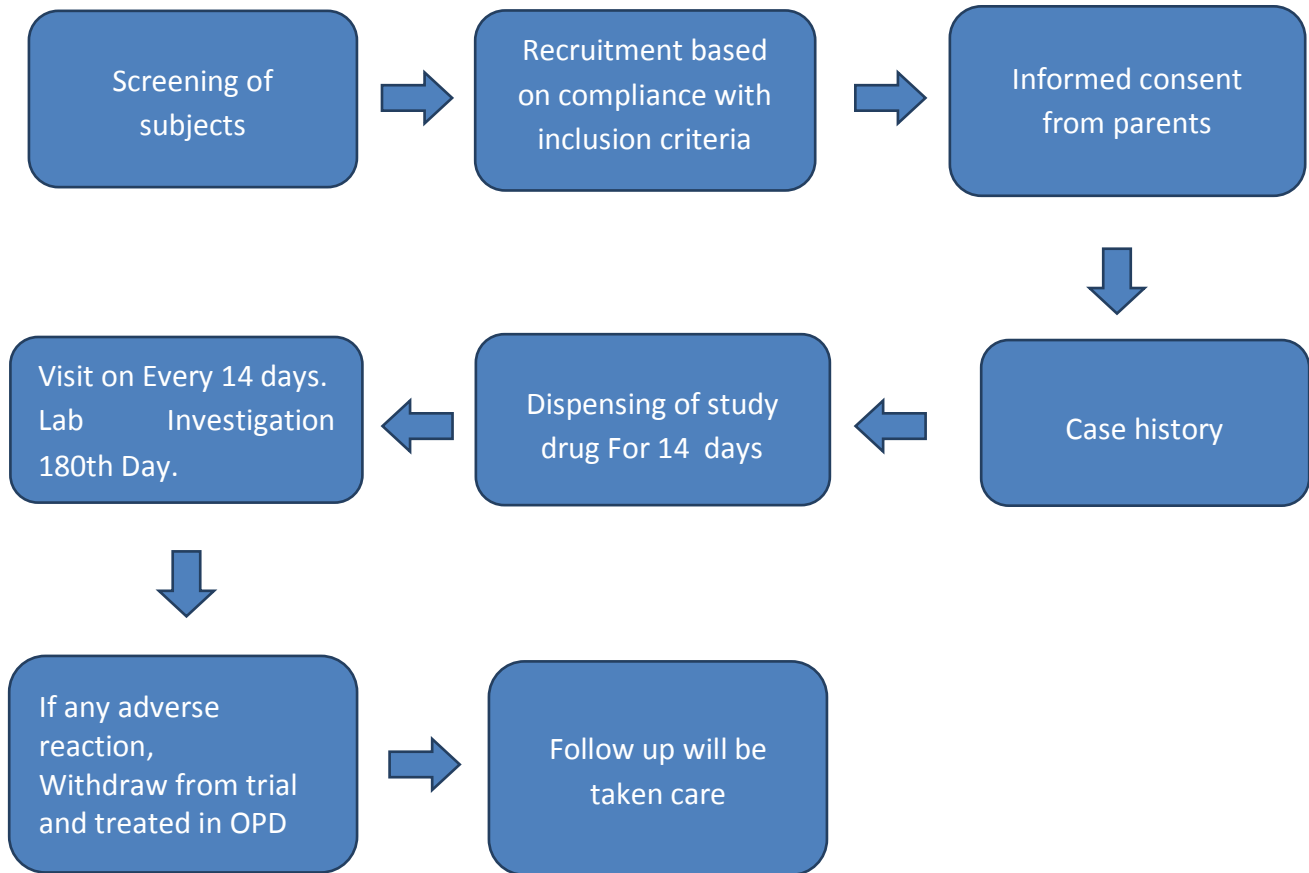 Screening of
subjects
Recruitment based
on compliance with
inclusion criteria
Informed consent
from parents
Case history
Dispensing of study
drug For 14 days
Visit on Every 14 days.
Lab Investigation
180th Day.
If any adverse
reaction,
Withdraw from trial
and treated in OPD
Follow up will be
taken care